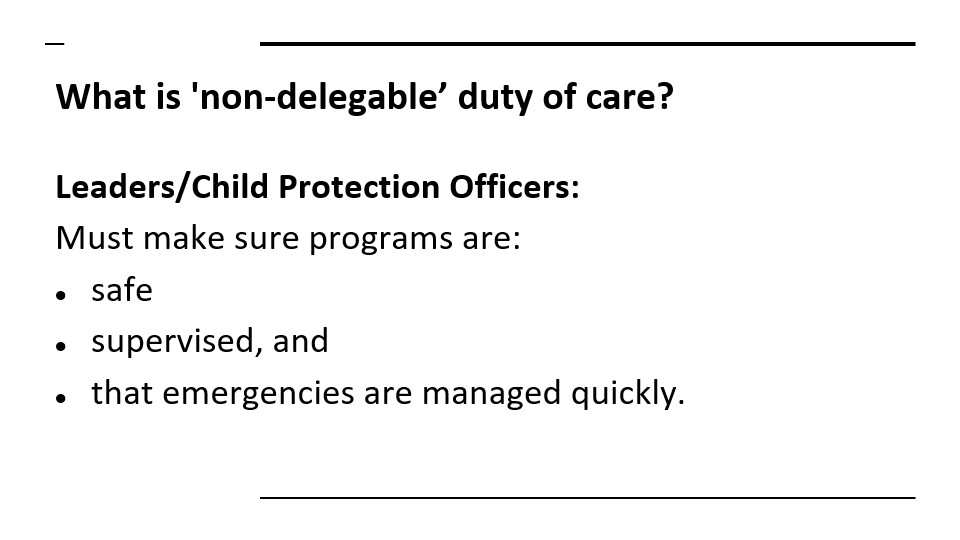 What is 'non-delegable’ duty of care?
Leaders/Child Protection Officers:
Must make sure programs are:
● safe
● supervised, and
● that emergencies are managed quickly.